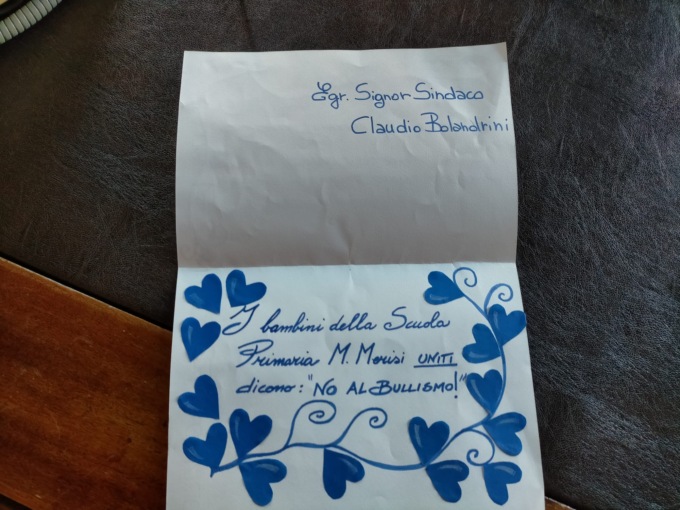 Egr. Signor Sindaco
Claudio Bolandrini
I bambini della Scuola
Primaria M. Merisi UNITI
dicono: "NO AL BULLISMO!"